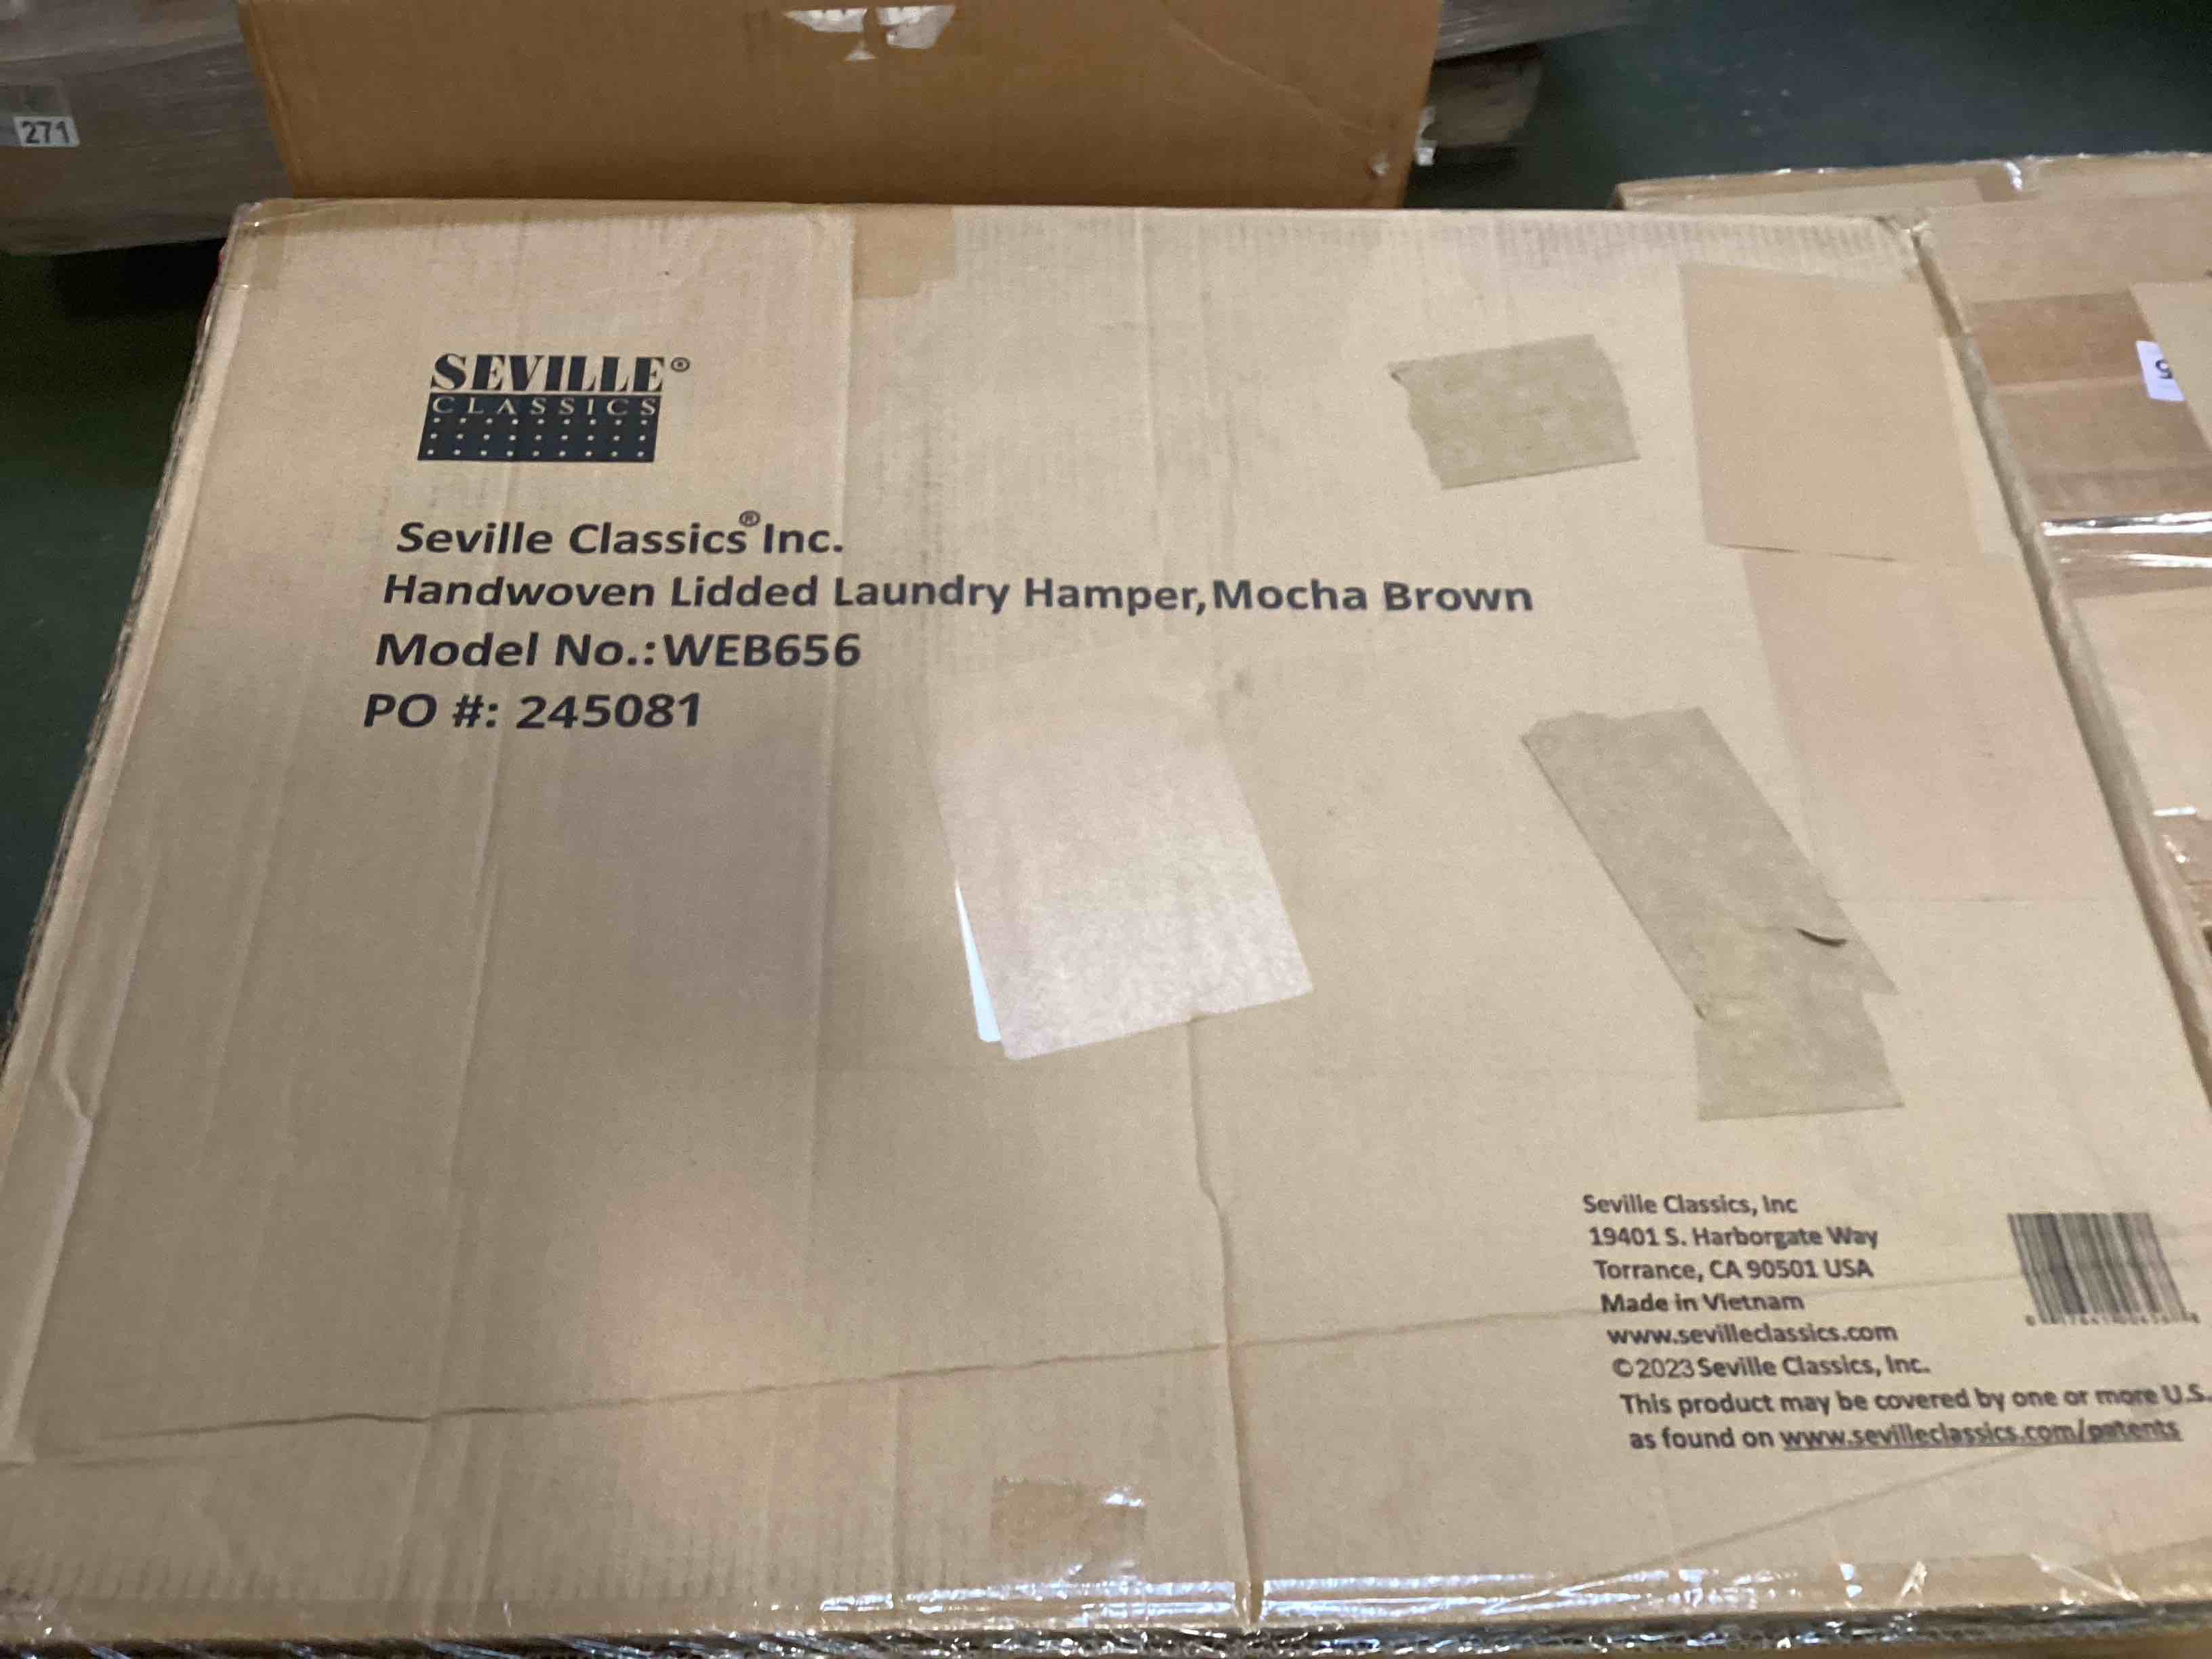 271
SEVILLE®
CLASSICS
Seville Classics® Inc.
Handwoven Lidded Laundry Hamper, Mocha Brown
Model No.: WEB656
PO #: 245081
Seville Classics, Inc
19401 S. Harborgate Way
Torrance, CA 90501 USA
Made in Vietnam
www.sevilleclassics.com
©2023 Seville Classics, Inc.
This product may be covered by one or more U.S.
as found on www.sevilleclassics.com/patents